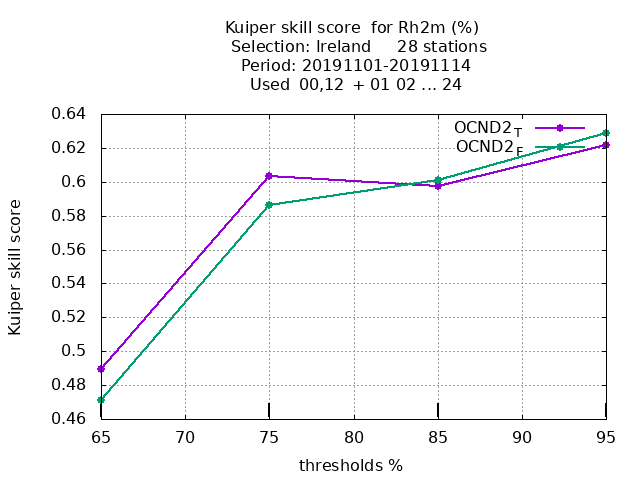 Kuiper skill score for Rh2m (%)
Selection: Ireland 28 stations
Period: 20191101-20191114
Used 00,12 + 01 02 ... 24
Kuiper skill score
0.64
0.62
0.6
0.58
0.56
0.54
0.52
0.5
0.48
0.46
OCND2T
OCND2F
65 70 75 80 85 90 95
thresholds %